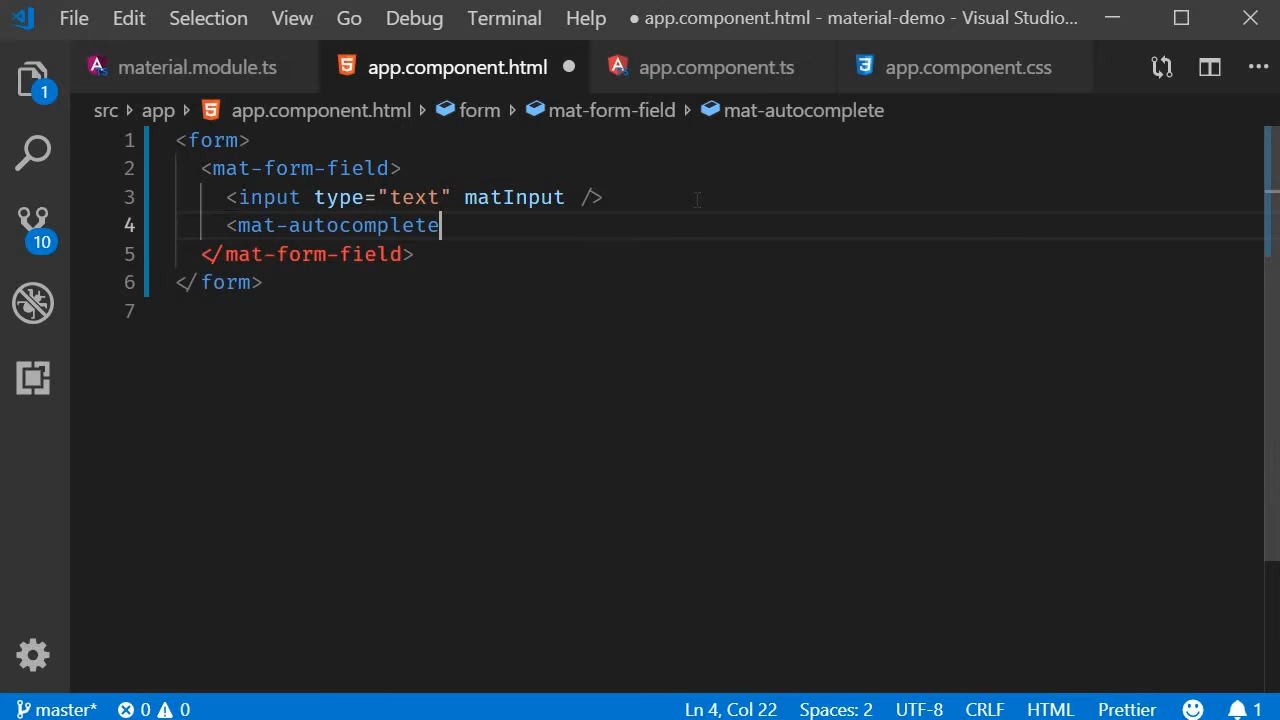 File Edit Selection View Go Debug Terminal Help ● app.component.html - material-demo - Visual Studio...
material.module.ts app.component.html app.component.ts app.component.css
src app app.component.html form mat-form-field mat-autocomplete
1 <form>
2 <mat-form-field>
3 <input type="text" matInput />
4 <mat-autocomplete
5 </mat-form-field>
6 </form>
7
1
10
master* 0 0 Ln 4, Col 22 Spaces: 2 UTF-8 CRLF HTML Prettier 1